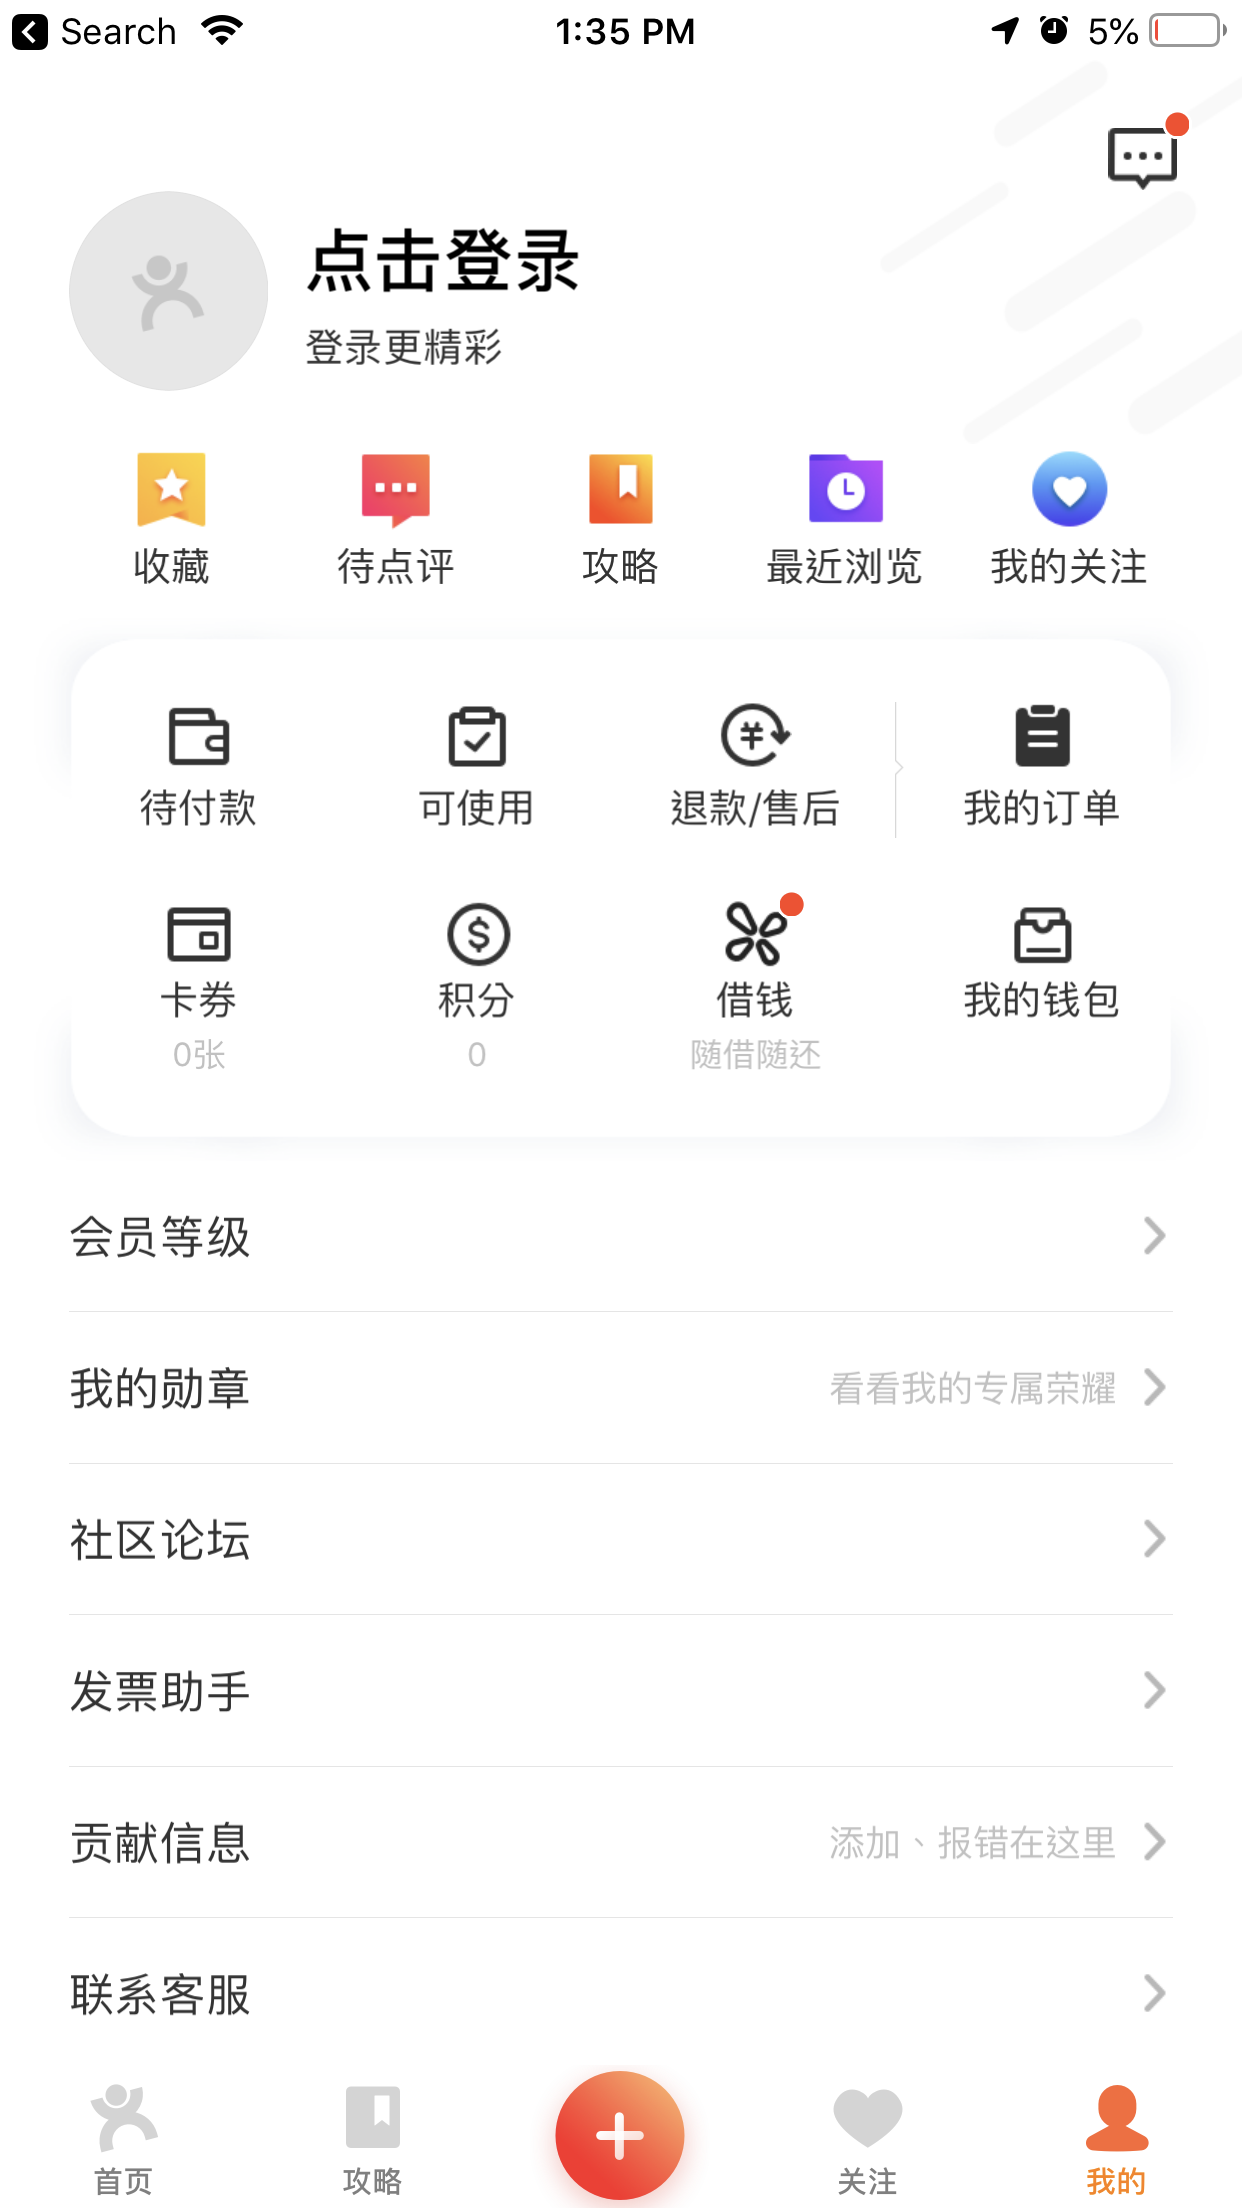 Search
1:35 PM
5%
点击登录
登录更精彩
收藏
待点评
攻略
最近浏览
我的关注
待付款
可使用
退款/售后
我的订单
卡券
积分
借钱
我的钱包
0张
0
随借随还
会员等级
我的勋章
看看我的专属荣耀
社区论坛
发票助手
贡献信息
添加、报错在这里
联系客服
首页
攻略
关注
我的